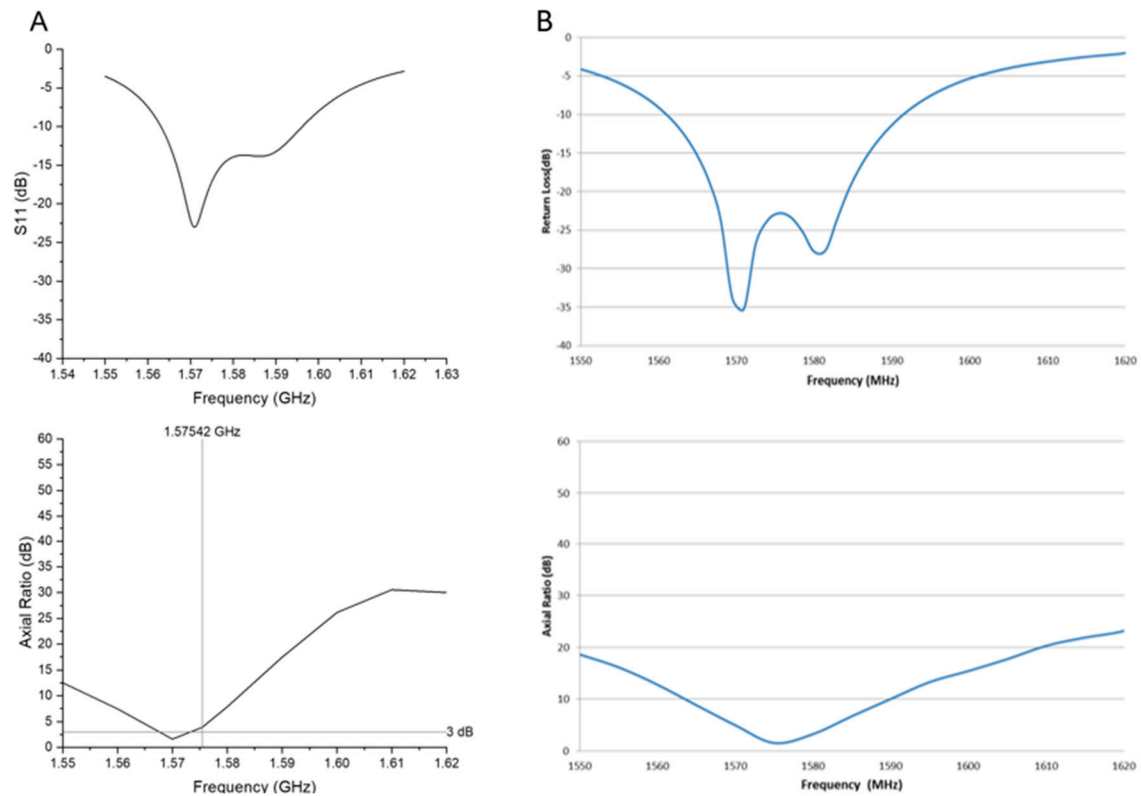 A
0
-5
-10
-15
-20
-25
-30
-35
-40
S11 (dB)
1.54 1.55 1.56 1.57 1.58 1.59 1.60 1.61 1.62 1.63
Frequency (GHz)
B
0
-5
-10
-15
-20
-25
-30
-35
-40
Return Loss(dB)
1550 1560 1570 1580 1590 1600 1610 1620
Frequency (MHz)
1.57542 GHz
60
55
50
45
40
35
30
25
20
15
10
5
0
Axial Ratio (dB)
3 dB
1.55 1.56 1.57 1.58 1.59 1.60 1.61 1.62
Frequency (GHz)
60
50
40
30
20
10
0
Axial Ratio (dB)
1550 1560 1570 1580 1590 1600 1610 1620
Frequency (MHz)